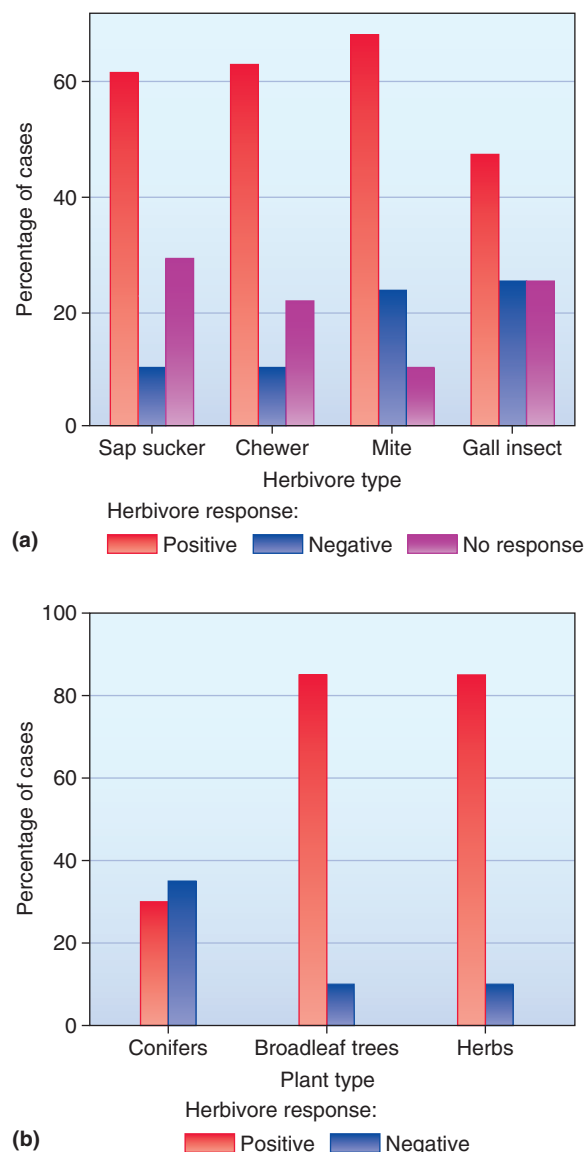 Percentage of cases
60
40
20
0
Sap sucker Chewer Mite Gall insect
Herbivore type
Herbivore response:
(a) Positive Negative No response
Percentage of cases
100
80
60
40
20
0
Conifers Broadleaf trees Herbs
Plant type
Herbivore response:
(b) Positive Negative